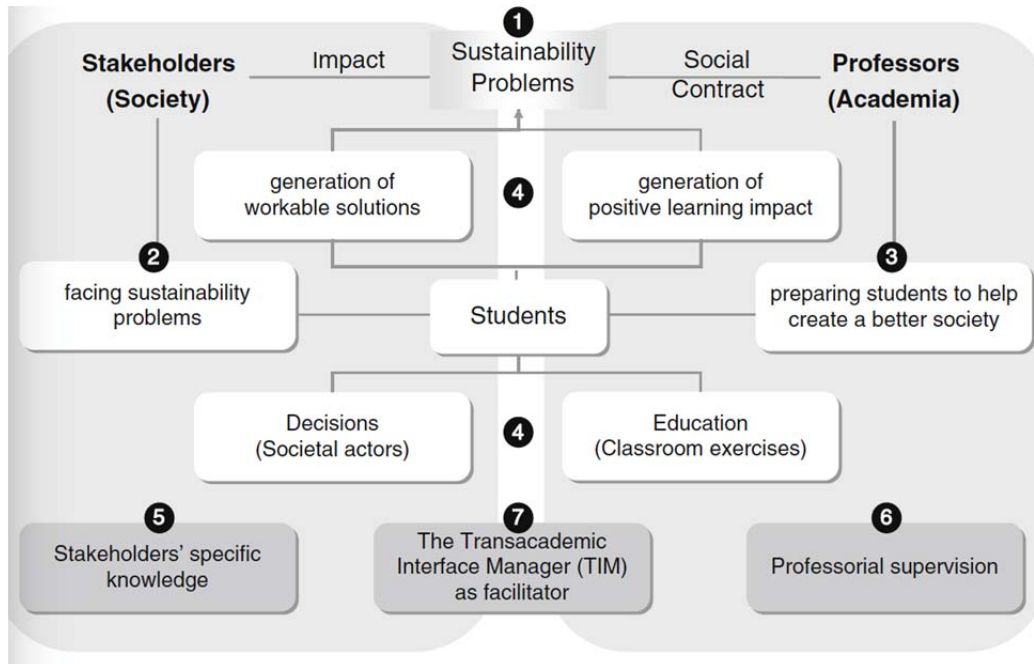 1
Stakeholders
(Society)
Impact
Sustainability
Problems
Social
Contract
Professors
(Academia)
generation of
workable solutions
4
generation of
positive learning impact
2
facing sustainability
problems
Students
3
preparing students to help
create a better society
Decisions
(Societal actors)
4
Education
(Classroom exercises)
5
Stakeholders' specific
knowledge
7
The Transacademic
Interface Manager (TIM)
as facilitator
6
Professorial supervision